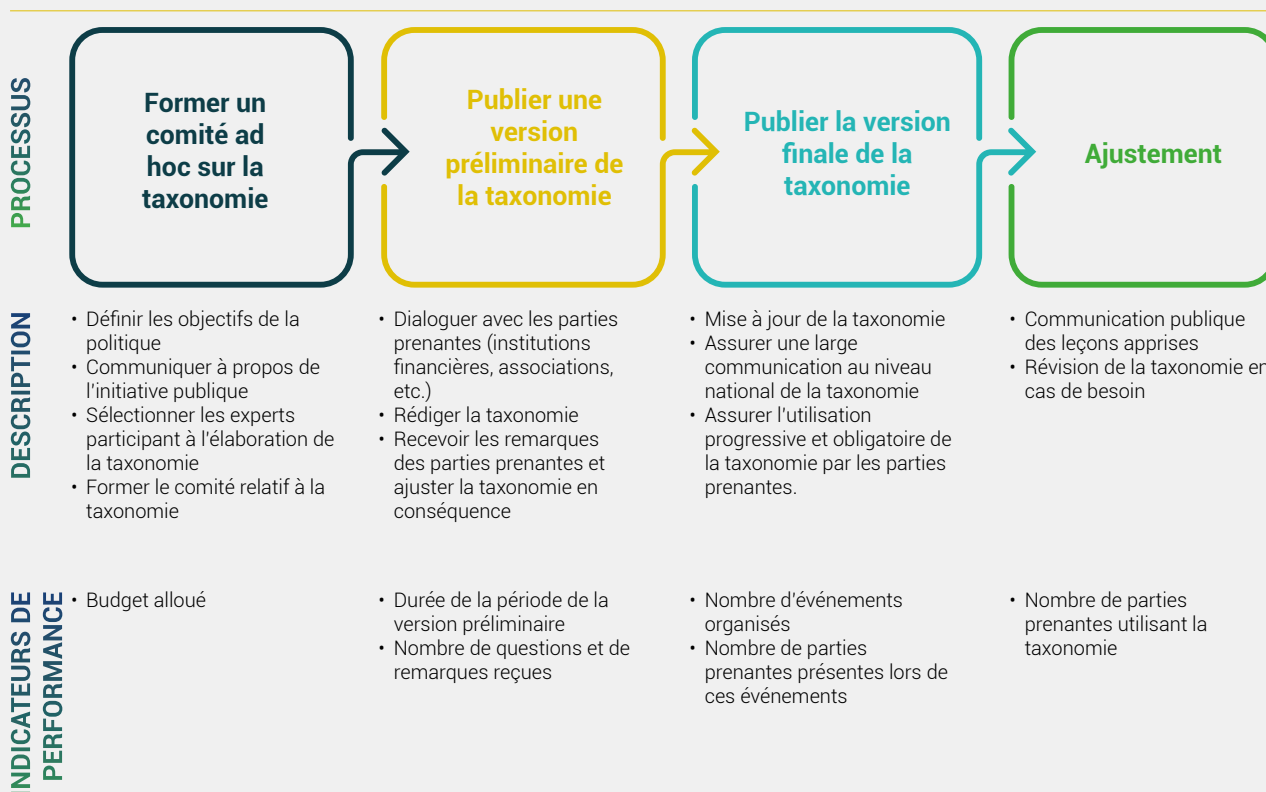 PROCESSUS
Former un
comité ad
hoc sur la
taxonomie
Publier une
version
préliminaire de
la taxonomie
Publier la version
finale de la
taxonomie
Ajustement
DESCRIPTION
• Définir les objectifs de la
politique
• Communiquer à propos de
l'initiative publique
• Sélectionner les experts
participant à l'élaboration de
la taxonomie
• Former le comité relatif à la
taxonomie
• Dialoguer avec les parties
prenantes (institutions
financières, associations,
etc.)
• Rédiger la taxonomie
• Recevoir les remarques
des parties prenantes et
ajuster la taxonomie en
conséquence
• Mise à jour de la taxonomie
• Assurer une large
communication au niveau
national de la taxonomie
• Assurer l'utilisation
progressive et obligatoire de
la taxonomie par les parties
prenantes.
• Communication publique
des leçons apprises
• Révision de la taxonomie en
cas de besoin
INDICATEURS DE
PERFORMANCE
• Budget alloué
• Durée de la période de la
version préliminaire
• Nombre de questions et de
remarques reçues
• Nombre d'événements
organisés
• Nombre de parties
prenantes présentes lors de
ces événements
• Nombre de parties
prenantes utilisant la
taxonomie